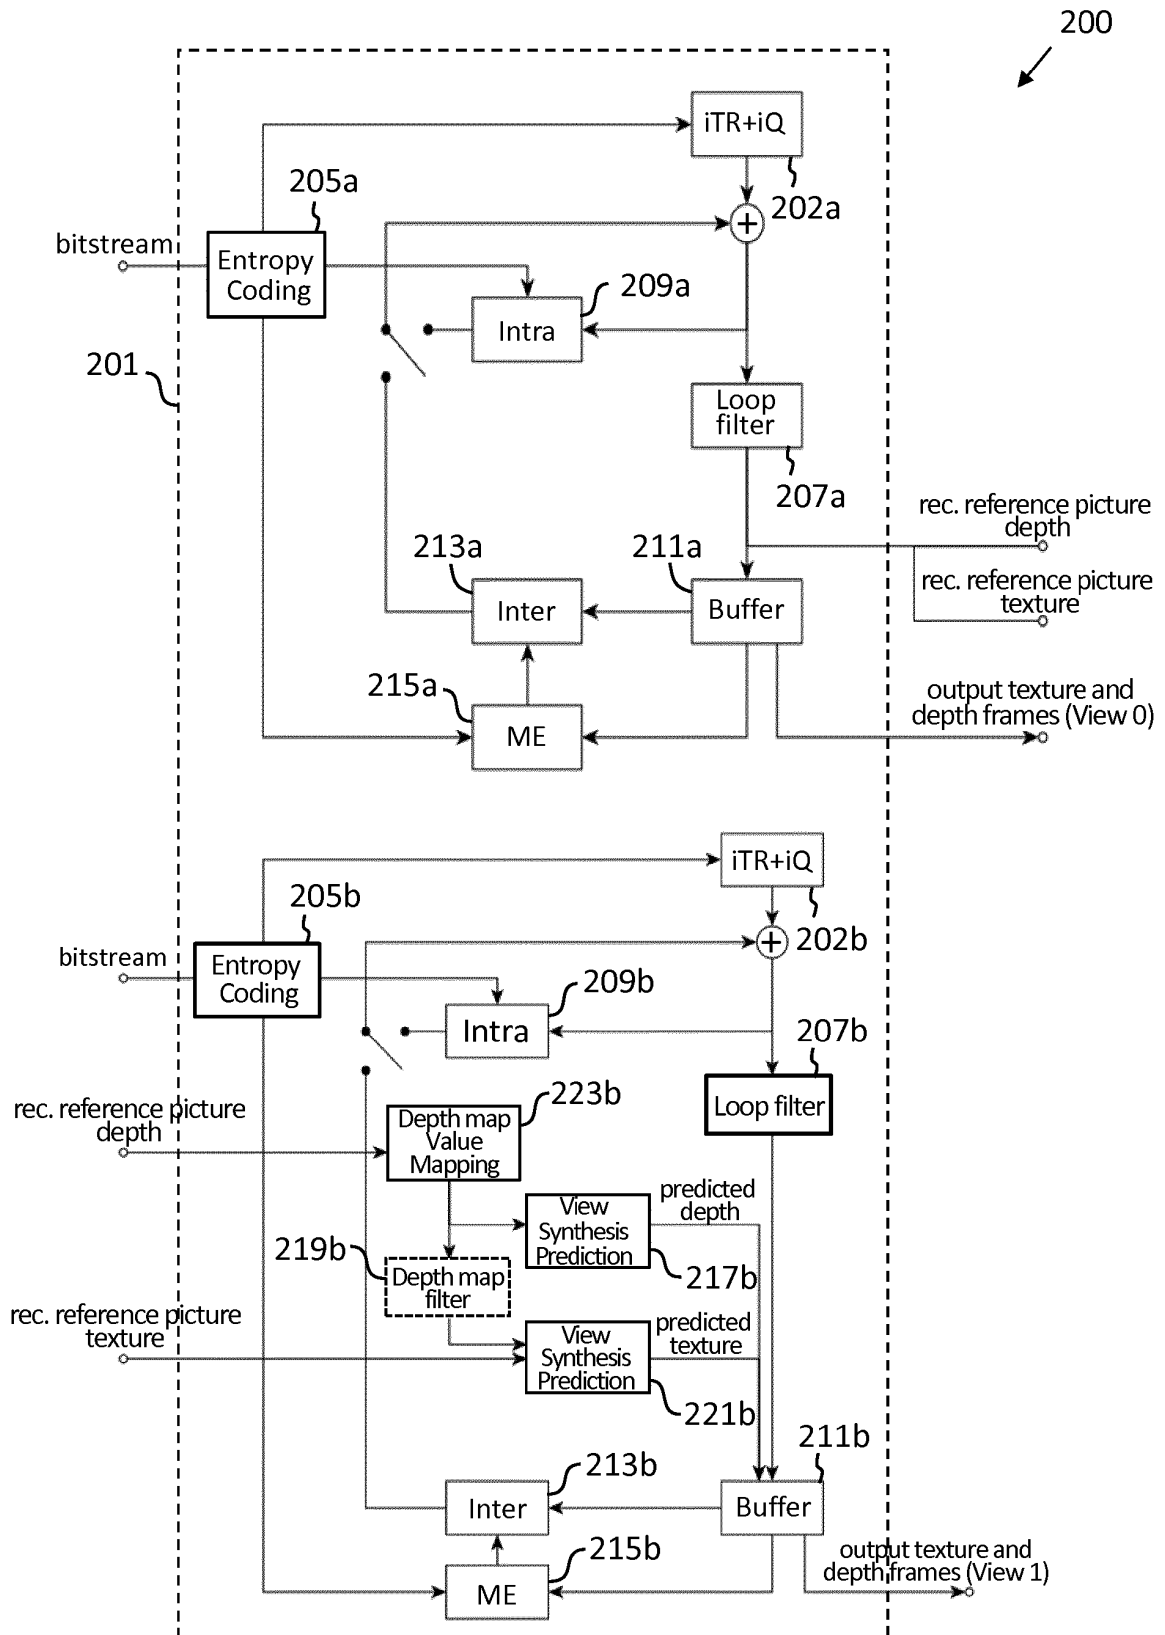 200
iTR+iQ
202a
205a
bitstream
Entropy
Coding
209a
Intra
201
Loop
filter
207a
rec. reference picture
depth
213a
211a
rec. reference picture
texture
Inter
Buffer
215a
output texture and
depth frames (View 0)
ME
iTR+iQ
205b
202b
bitstream
Entropy
Coding
209b
Intra
207b
223b
Loop filter
rec. reference picture
depth
Depth map
Value
Mapping
predicted
depth
View
Synthesis
Prediction
219b
217b
Depth map
filter
rec. reference picture
texture
predicted
texture
View
Synthesis
Prediction
221b
211b
213b
Inter
Buffer
215b
output texture and
depth frames (View 1)
ME